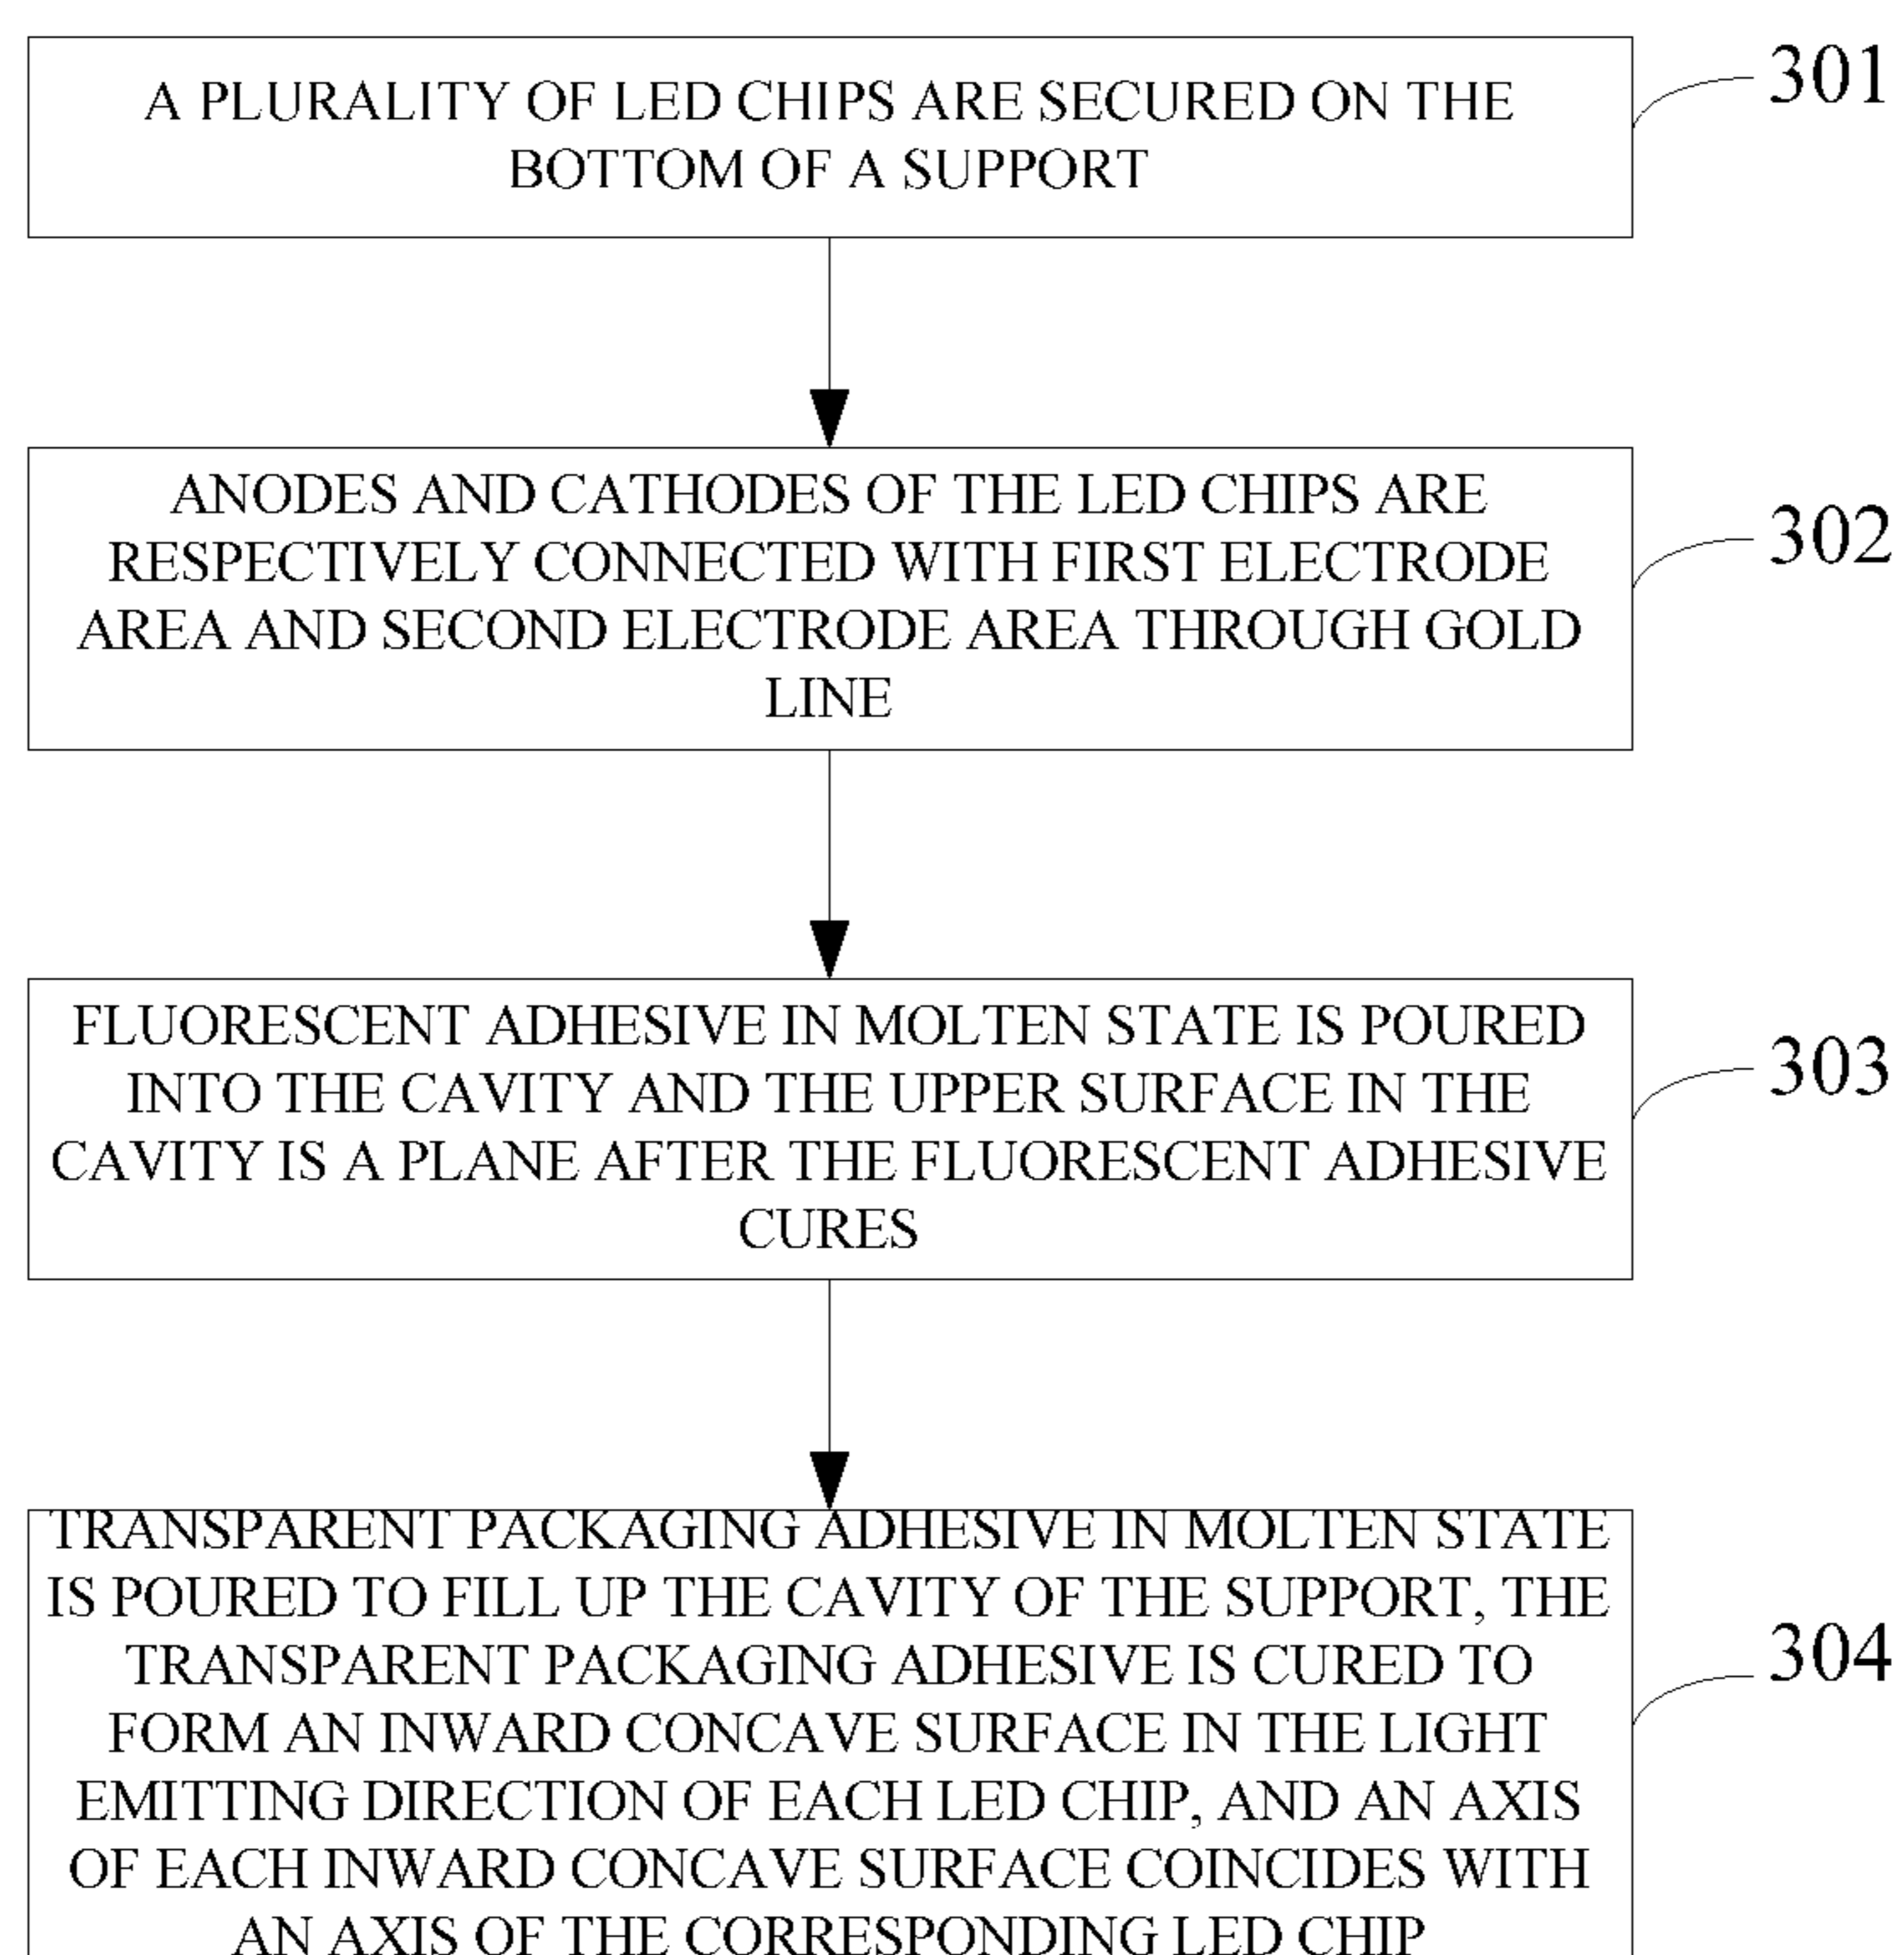 A PLURALITY OF LED CHIPS ARE SECURED ON THE
BOTTOM OF A SUPPORT
301
ANODES AND CATHODES OF THE LED CHIPS ARE
RESPECTIVELY CONNECTED WITH FIRST ELECTRODE
AREA AND SECOND ELECTRODE AREA THROUGH GOLD
LINE
302
FLUORESCENT ADHESIVE IN MOLTEN STATE IS POURED
INTO THE CAVITY AND THE UPPER SURFACE IN THE
CAVITY IS A PLANE AFTER THE FLUORESCENT ADHESIVE
CURES
303
TRANSPARENT PACKAGING ADHESIVE IN MOLTEN STATE
IS POURED TO FILL UP THE CAVITY OF THE SUPPORT, THE
TRANSPARENT PACKAGING ADHESIVE IS CURED TO
FORM AN INWARD CONCAVE SURFACE IN THE LIGHT
EMITTING DIRECTION OF EACH LED CHIP, AND AN AXIS
OF EACH INWARD CONCAVE SURFACE COINCIDES WITH
AN AXIS OF THE CORRESPONDING LED CHIP
304